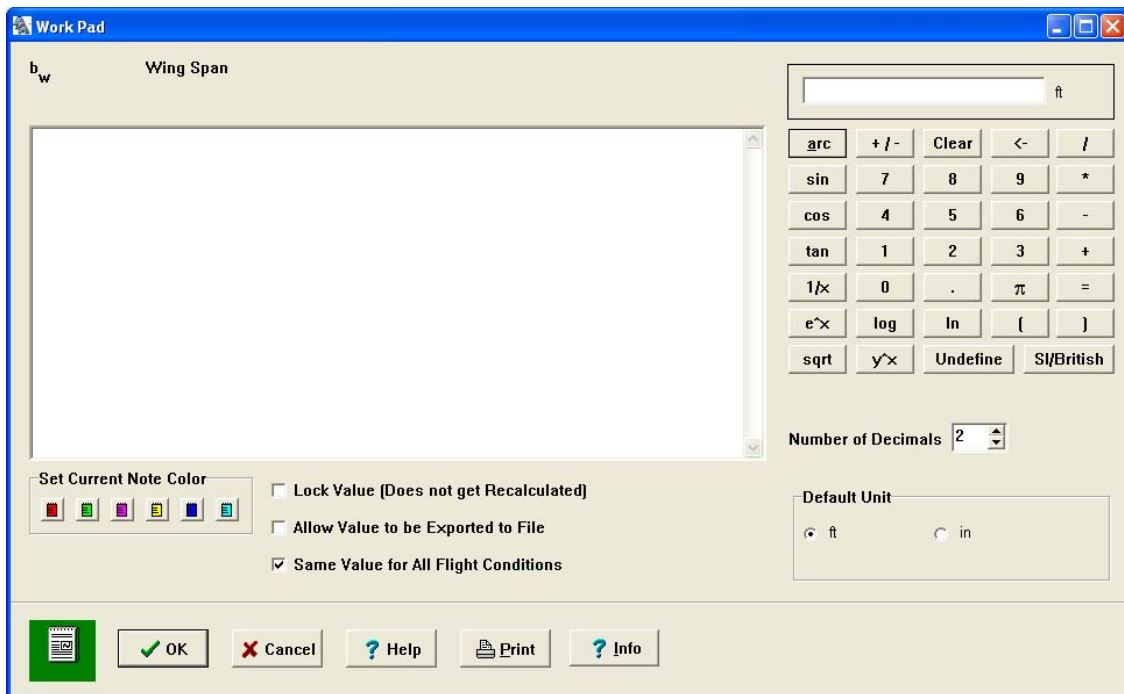 Work Pad
b_w Wing Span
ft
arc + / - Clear <- /
sin 7 8 9 *
cos 4 5 6 -
tan 1 2 3 +
1/x 0 . π =
e^x log ln ( )
sqrt y^x Undefine SI/British
Number of Decimals 2
Set Current Note Color
Lock Value (Does not get Recalculated)
Allow Value to be Exported to File
Same Value for All Flight Conditions
Default Unit
ft in
OK Cancel Help Print Info